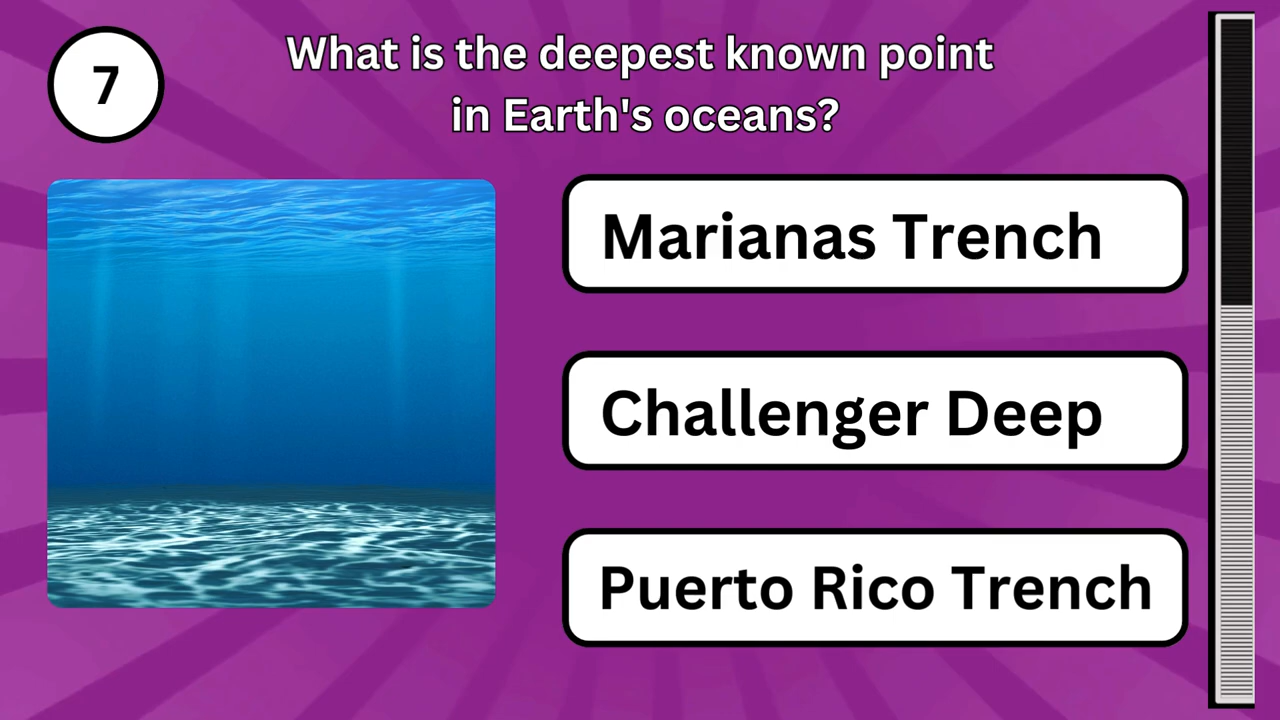 7
What is the deepest known point
in Earth's oceans?
Marianas Trench
Challenger Deep
Puerto Rico Trench